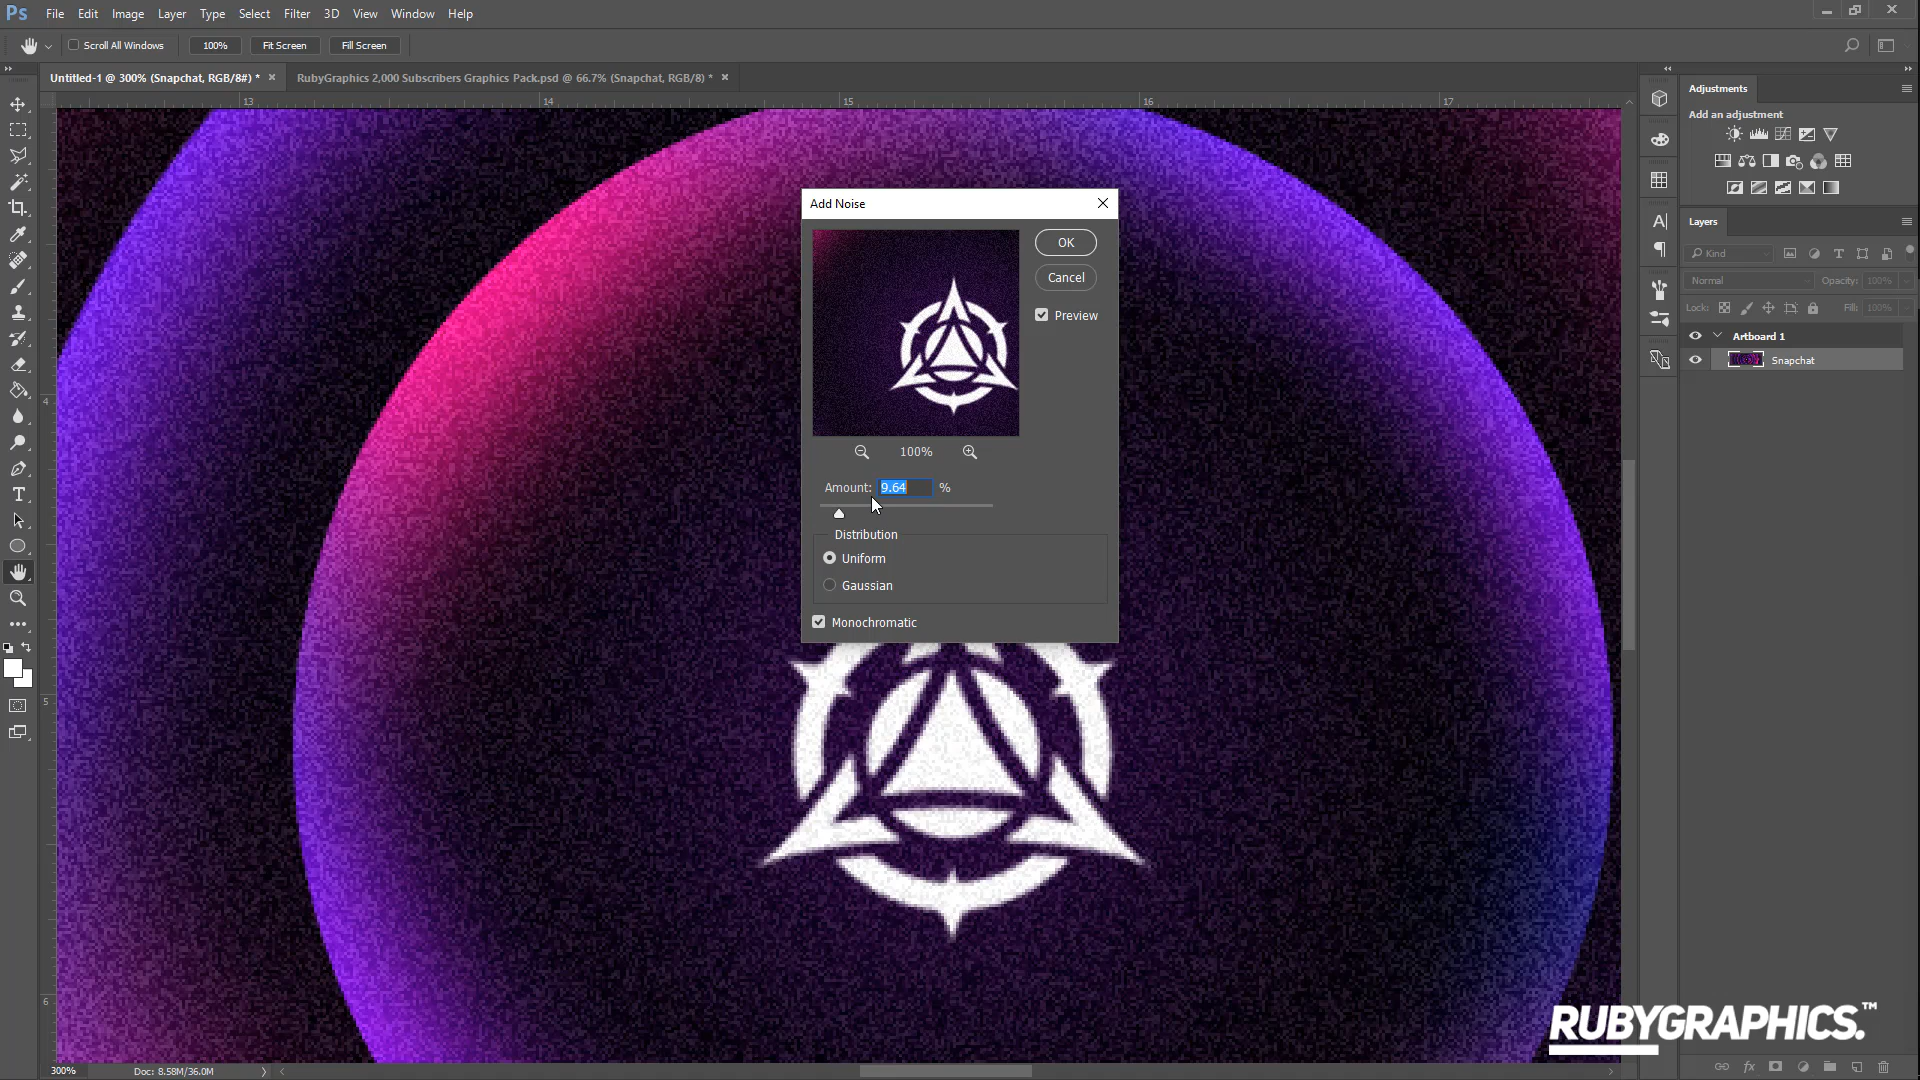 Ps File Edit Image Layer Type Select Filter 3D View Window Help
Scroll All Windows 100% Fit Screen Fill Screen
Untitled-1 @ 300% (Snapchat, RGB/8#) * RubyGraphics 2,000 Subscribers Graphics Pack.psd @ 66.7% (Snapchat, RGB/8) *
13 14 15 16 17
4
5
6
Add Noise
OK
Cancel
Preview
100%
Amount: 9.64 %
Distribution
Uniform
Gaussian
Monochromatic
Adjustments
Add an adjustment
Layers
Kind
Normal Opacity: 100%
Lock: Fill: 100%
Artboard 1
Snapchat
RUBYGRAPHICS.™
fx
300% Doc: 8.58M/36.0M